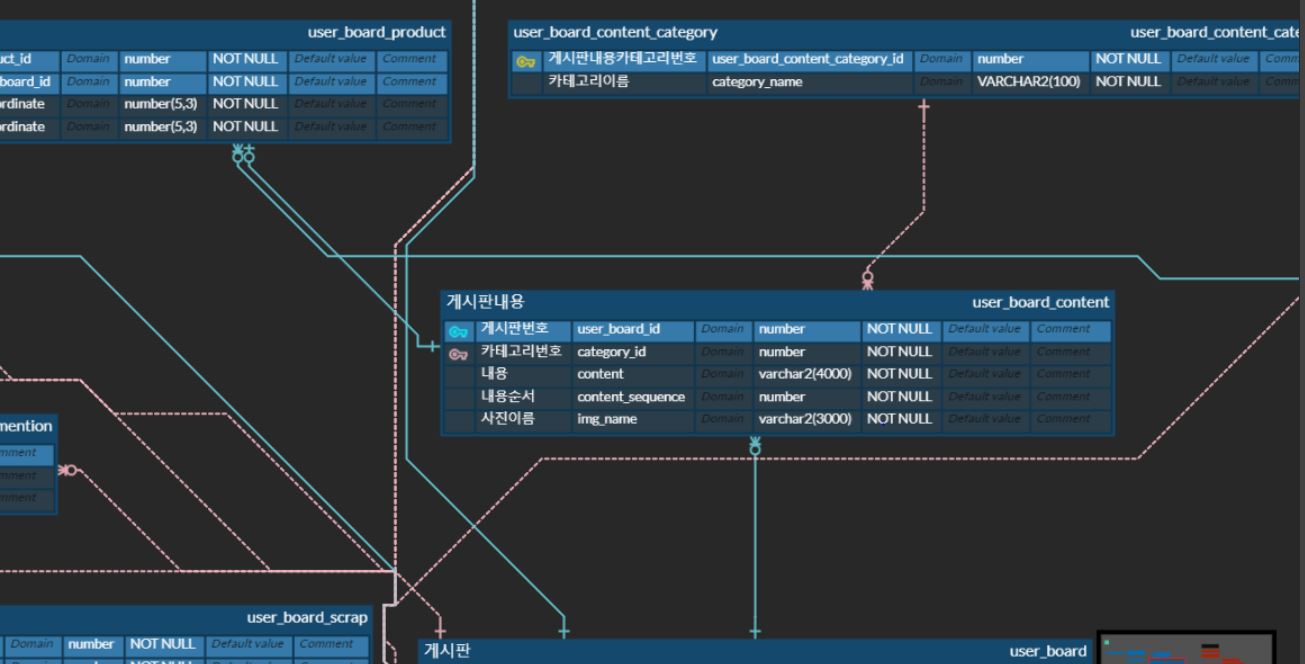 user_board_product
uct_id Domain number NOT NULL Default value Comment
board_id Domain number NOT NULL Default value Comment
ordinate Domain number(5,3) NOT NULL Default value Comment
ordinate Domain number(5,3) NOT NULL Default value Comment
user_board_content_category user_board_content_cate
게시판내용카테고리번호 user_board_content_category_id Domain number NOT NULL Default value Comm
카테고리이름 category_name Domain VARCHAR2(100) NOT NULL Default value Comm
게시판내용 user_board_content
게시판번호 user_board_id Domain number NOT NULL Default value Comment
카테고리번호 category_id Domain number NOT NULL Default value Comment
내용 content Domain varchar2(4000) NOT NULL Default value Comment
내용순서 content_sequence Domain number NOT NULL Default value Comment
사진이름 img_name Domain varchar2(3000) NOT NULL Default value Comment
mention
mment
mment
mment
user_board_scrap
Domain number NOT NULL Default value Comment
게시판 user_board